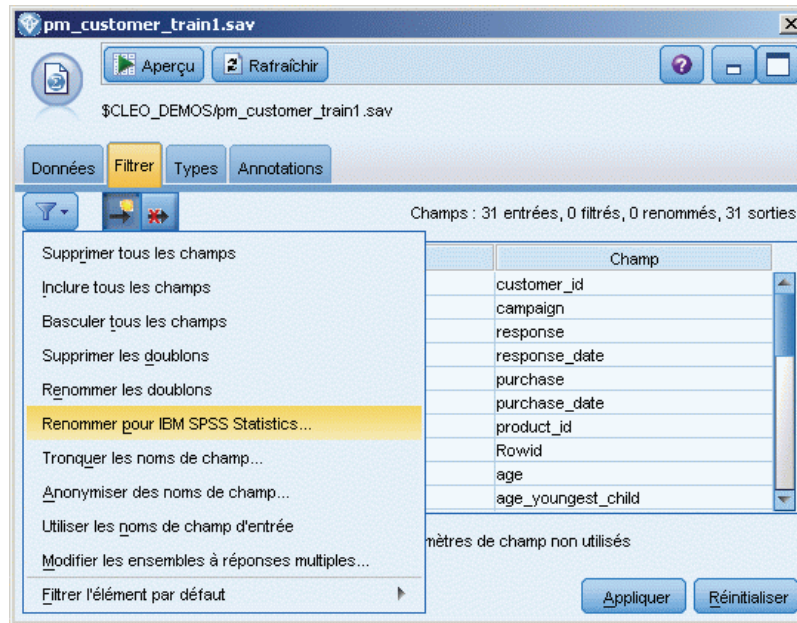 pm_customer_train1.sav
Aperçu
Rafraîchir
$CLEO_DEMOS/pm_customer_train1.sav
Données
Filtrer
Types
Annotations
Champs : 31 entrées, 0 filtrés, 0 renommés, 31 sorties
Supprimer tous les champs
Inclure tous les champs
Basculer tous les champs
Supprimer les doublons
Renommer les doublons
Renommer pour IBM SPSS Statistics...
Tronquer les noms de champ...
Anonymiser des noms de champ...
Utiliser les noms de champ d'entrée
Modifier les ensembles à réponses multiples...
Filtrer l'élément par défaut
Champ
customer_id
campaign
response
response_date
purchase
purchase_date
product_id
Rowid
age
age_youngest_child
mètres de champ non utilisés
Appliquer
Réinitialiser